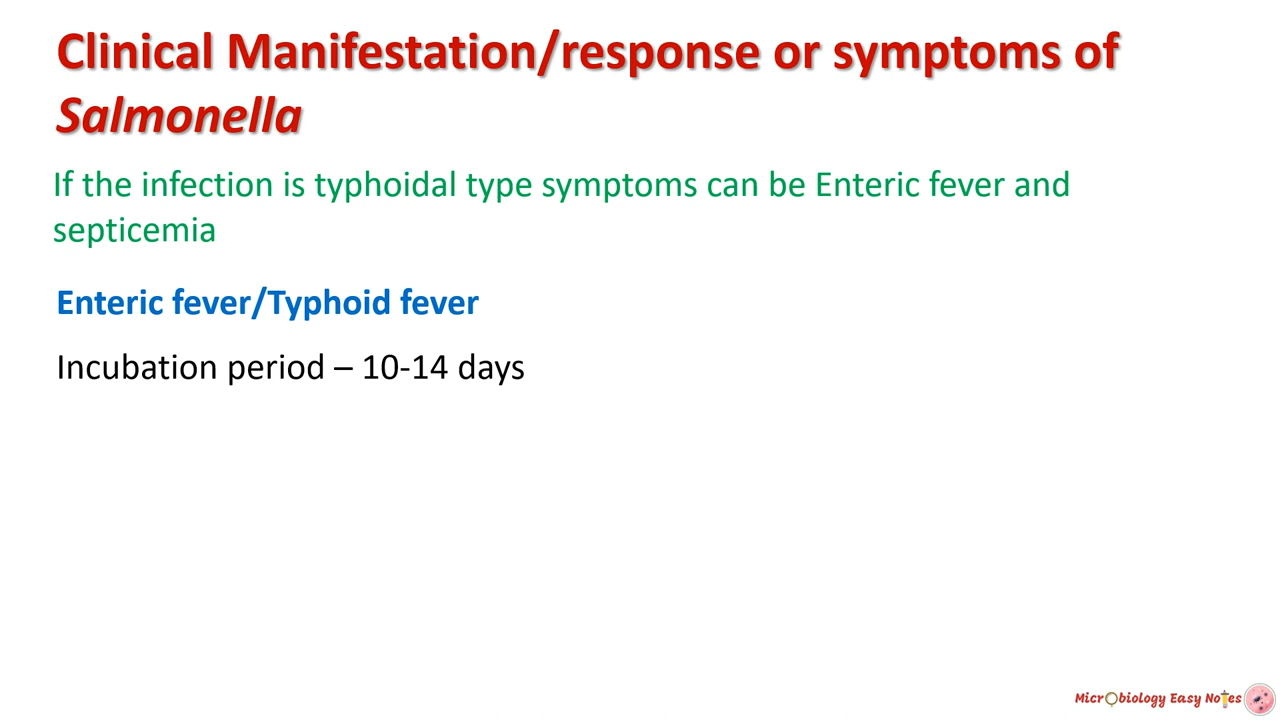 Clinical Manifestation/response or symptoms of
Salmonella
If the infection is typhoidal type symptoms can be Enteric fever and
septicemia
Enteric fever/Typhoid fever
Incubation period – 10-14 days
Microbiology Easy Notes